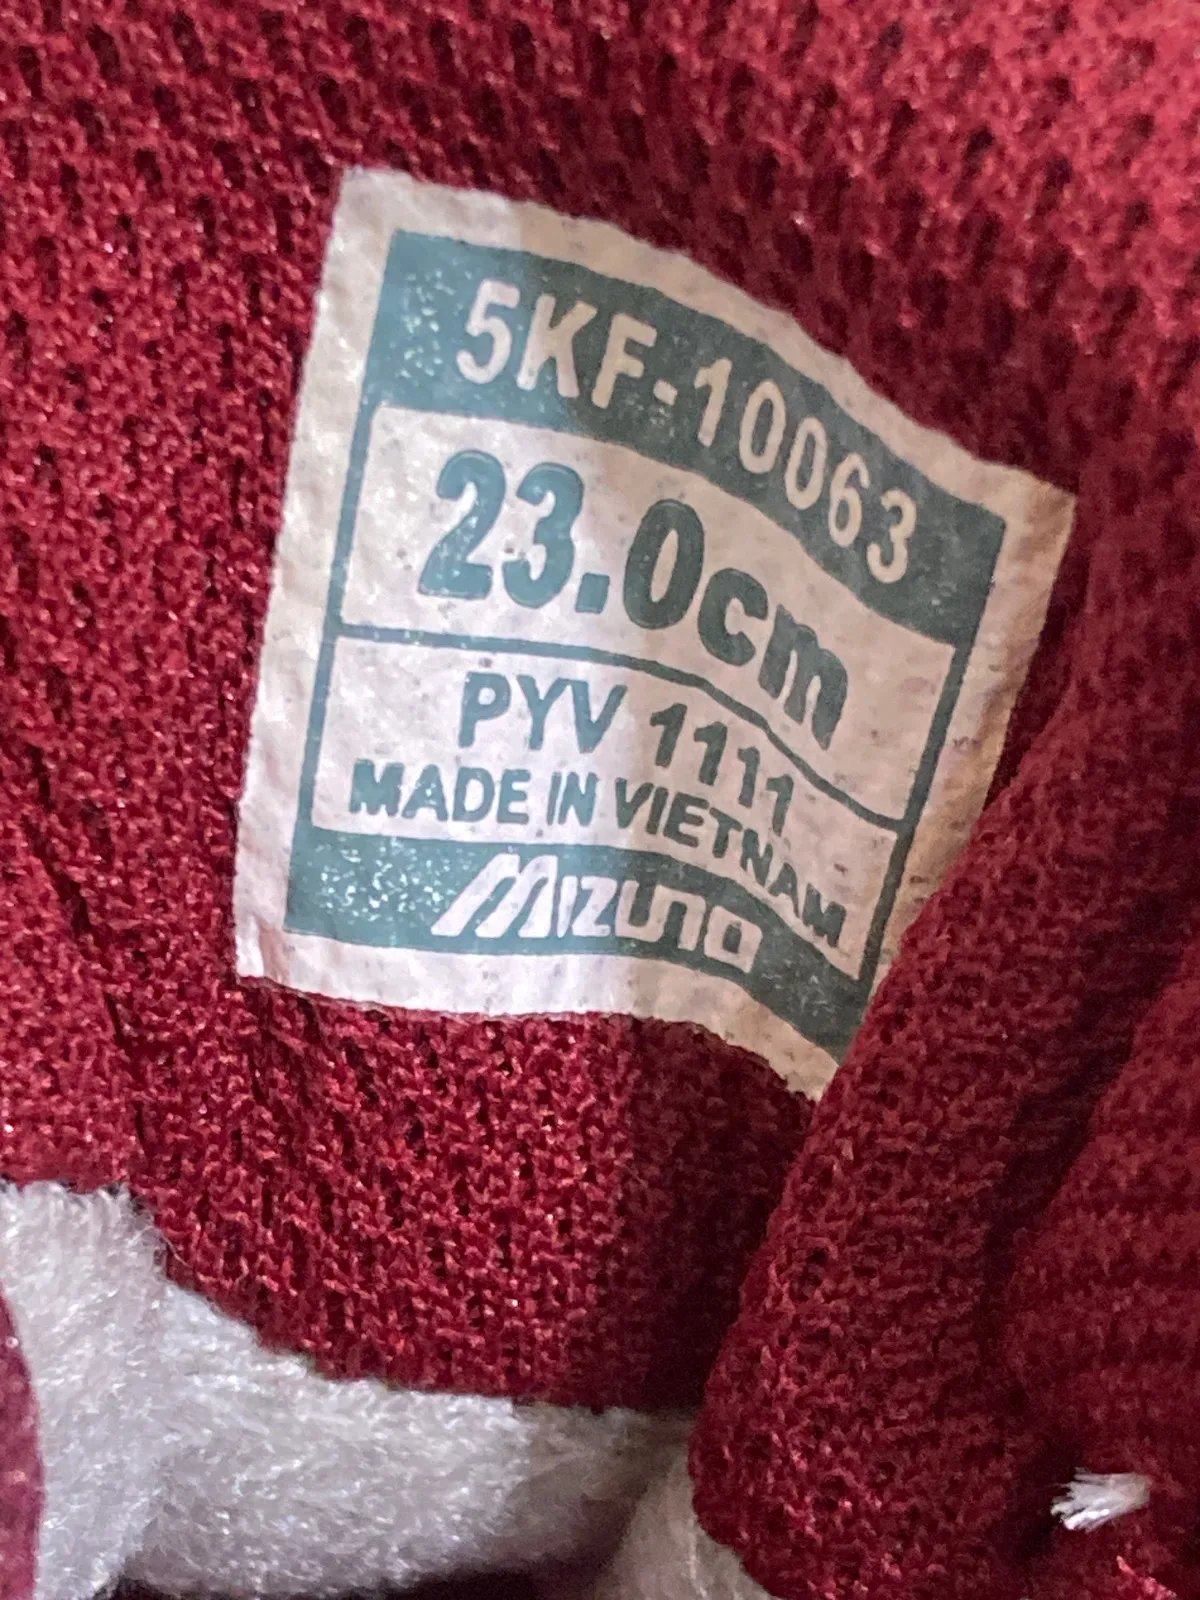 5KF-10063
23.0cm
PYV 1111
MADE IN VIETNAM
MIZUNO